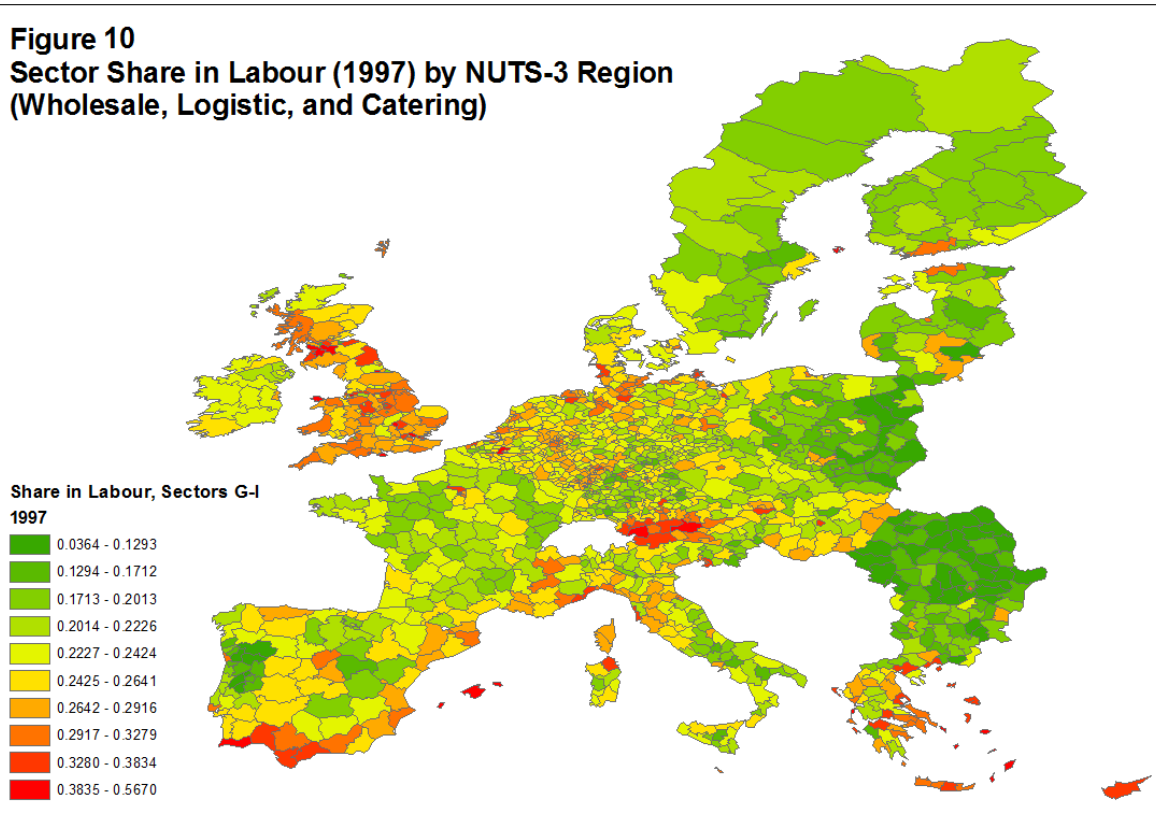 Figure 10
Sector Share in Labour (1997) by NUTS-3 Region
(Wholesale, Logistic, and Catering)
Share in Labour, Sectors G-I
1997
0.0364 - 0.1293
0.1294 - 0.1712
0.1713 - 0.2013
0.2014 - 0.2226
0.2227 - 0.2424
0.2425 - 0.2641
0.2642 - 0.2916
0.2917 - 0.3279
0.3280 - 0.3834
0.3835 - 0.5670